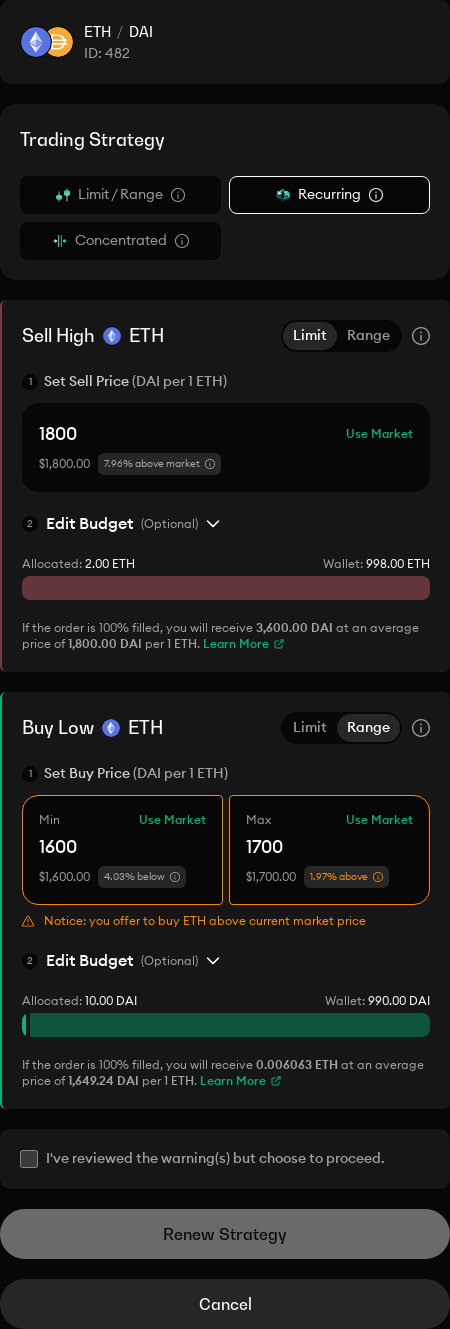 ETH / DAI
ID: 482
Trading Strategy
Limit / Range
Recurring
Concentrated
Sell High ETH
Limit
Range
1 Set Sell Price (DAI per 1 ETH)
1800
Use Market
$1,800.00
7.96% above market
2 Edit Budget (Optional)
Allocated: 2.00 ETH
Wallet: 998.00 ETH
If the order is 100% filled, you will receive 3,600.00 DAI at an average
price of 1,800.00 DAI per 1 ETH. Learn More
Buy Low ETH
Limit
Range
1 Set Buy Price (DAI per 1 ETH)
Min
Use Market
1600
$1,600.00
4.03% below
Max
Use Market
1700
$1,700.00
1.97% above
Notice: you offer to buy ETH above current market price
2 Edit Budget (Optional)
Allocated: 10.00 DAI
Wallet: 990.00 DAI
If the order is 100% filled, you will receive 0.006063 ETH at an average
price of 1,649.24 DAI per 1 ETH. Learn More
I've reviewed the warning(s) but choose to proceed.
Renew Strategy
Cancel